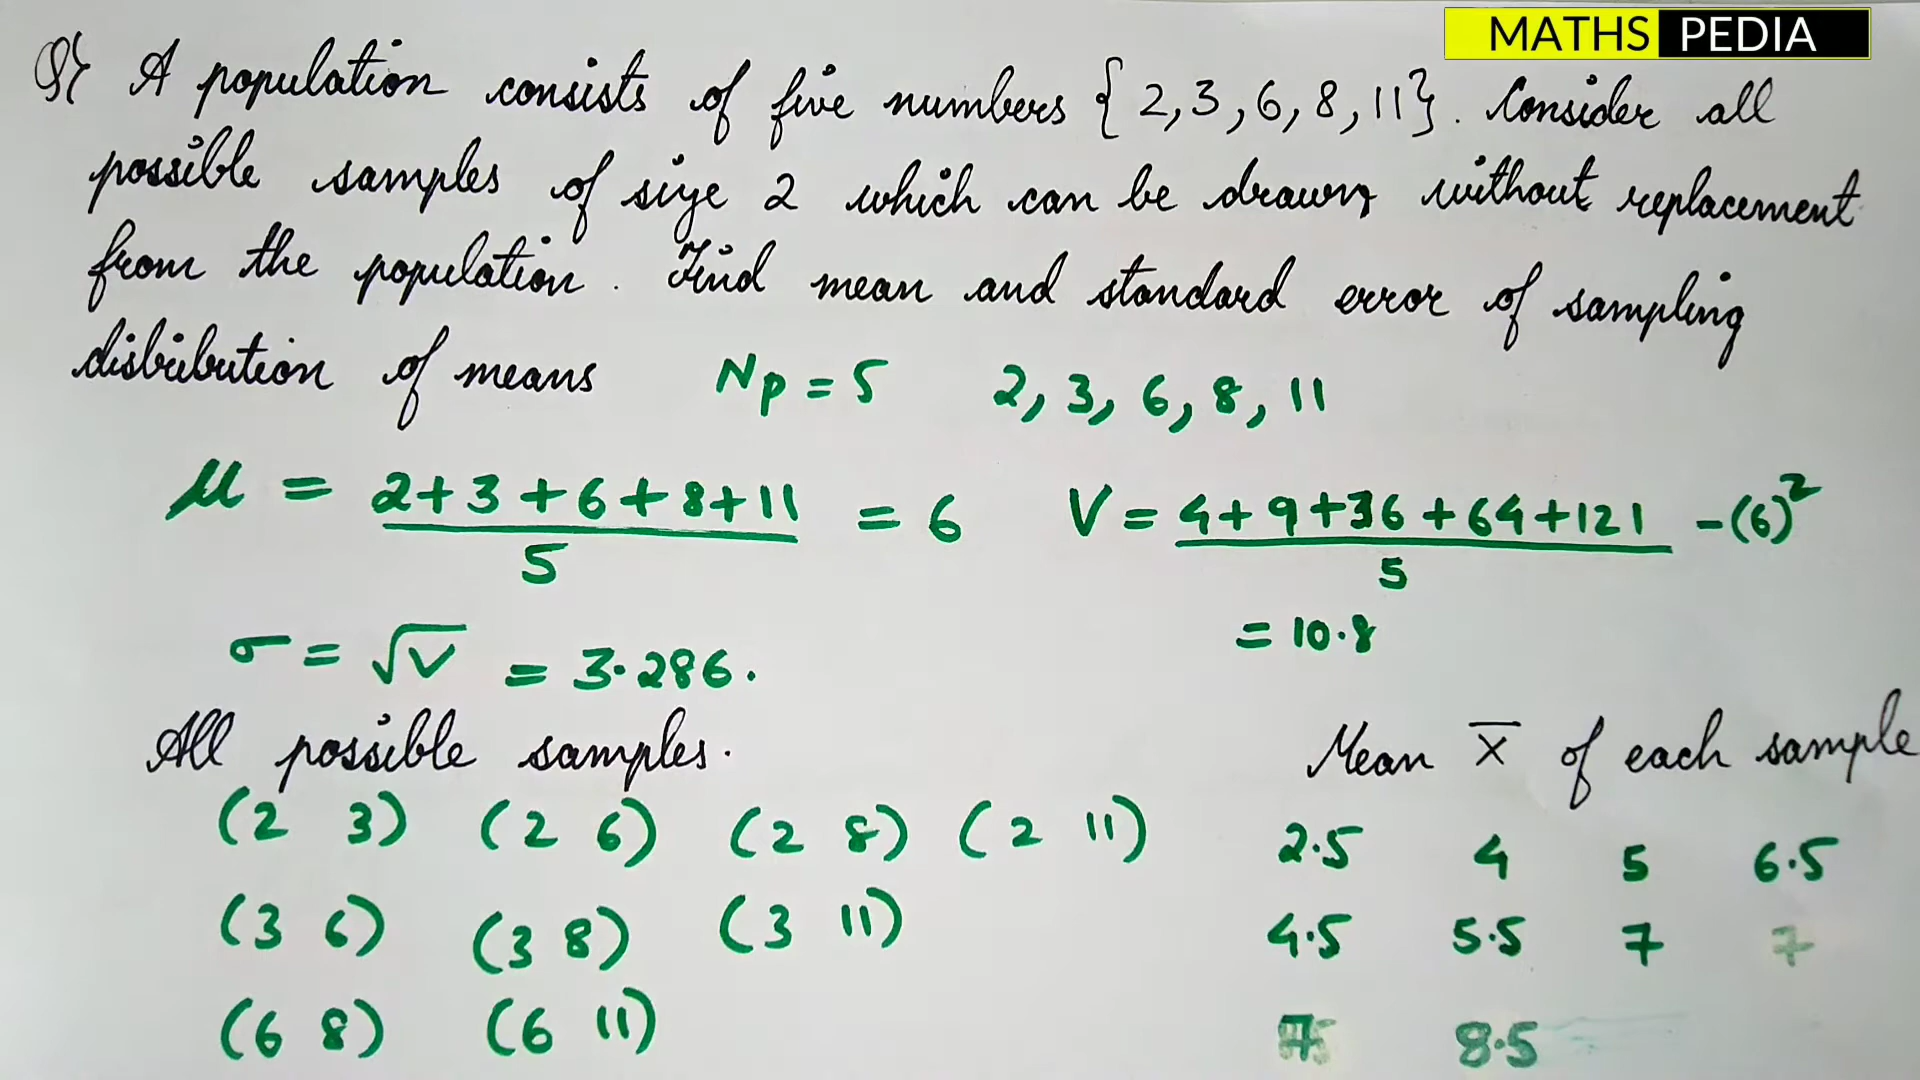 MATHS PEDIA
Q} A population consists of five numbers {2,3,6,8,11}. Consider all
possible samples of size 2 which can be drawn without replacement
from the population. Find mean and standard error of sampling
distribution of means Np = 5 2, 3, 6, 8, 11
μ = 2+3+6+8+11 / 5 = 6 V = 4+9+36+64+121 / 5 -(6)²
= 10.8
σ = √V = 3.286.
All possible samples. Mean x̄ of each sample
(2 3) (2 6) (2 8) (2 11) 2.5 4 5 6.5
(3 6) (3 8) (3 11) 4.5 5.5 7 7
(6 8) (6 11) 7 8.5